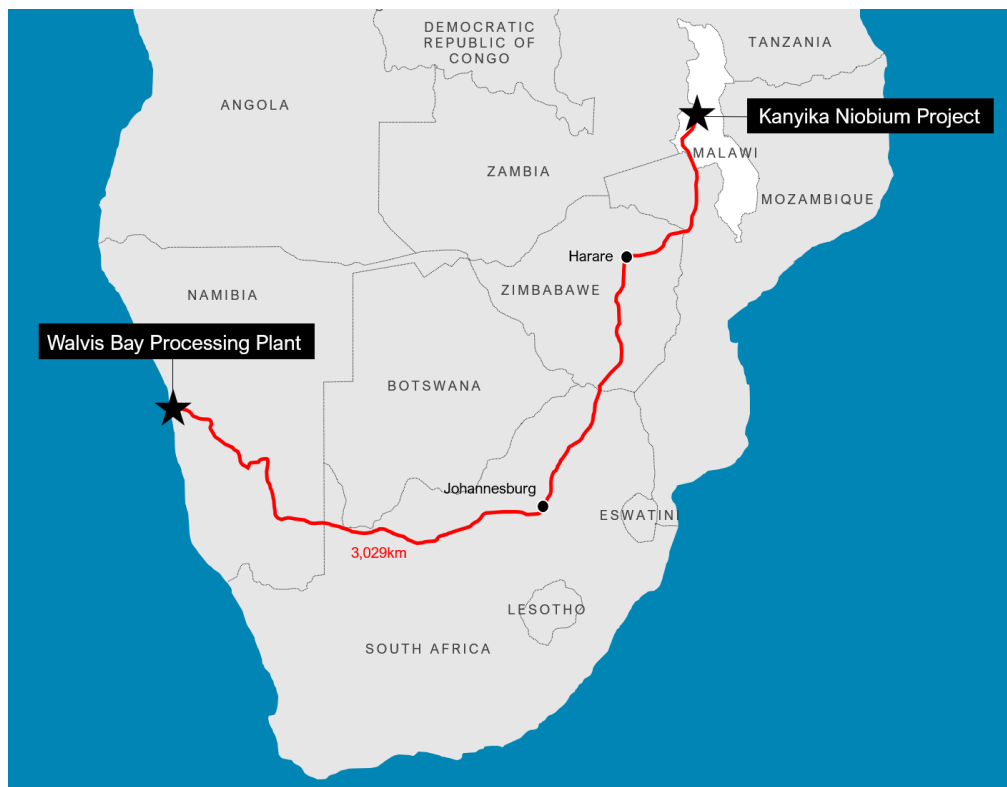 DEMOCRATIC
REPUBLIC OF
CONGO
TANZANIA
ANGOLA
Kanyika Niobium Project
MALAWI
ZAMBIA
MOZAMBIQUE
Harare
NAMIBIA
ZIMBABAWE
Walvis Bay Processing Plant
BOTSWANA
Johannesburg
ESWATINI
3,029km
LESOTHO
SOUTH AFRICA